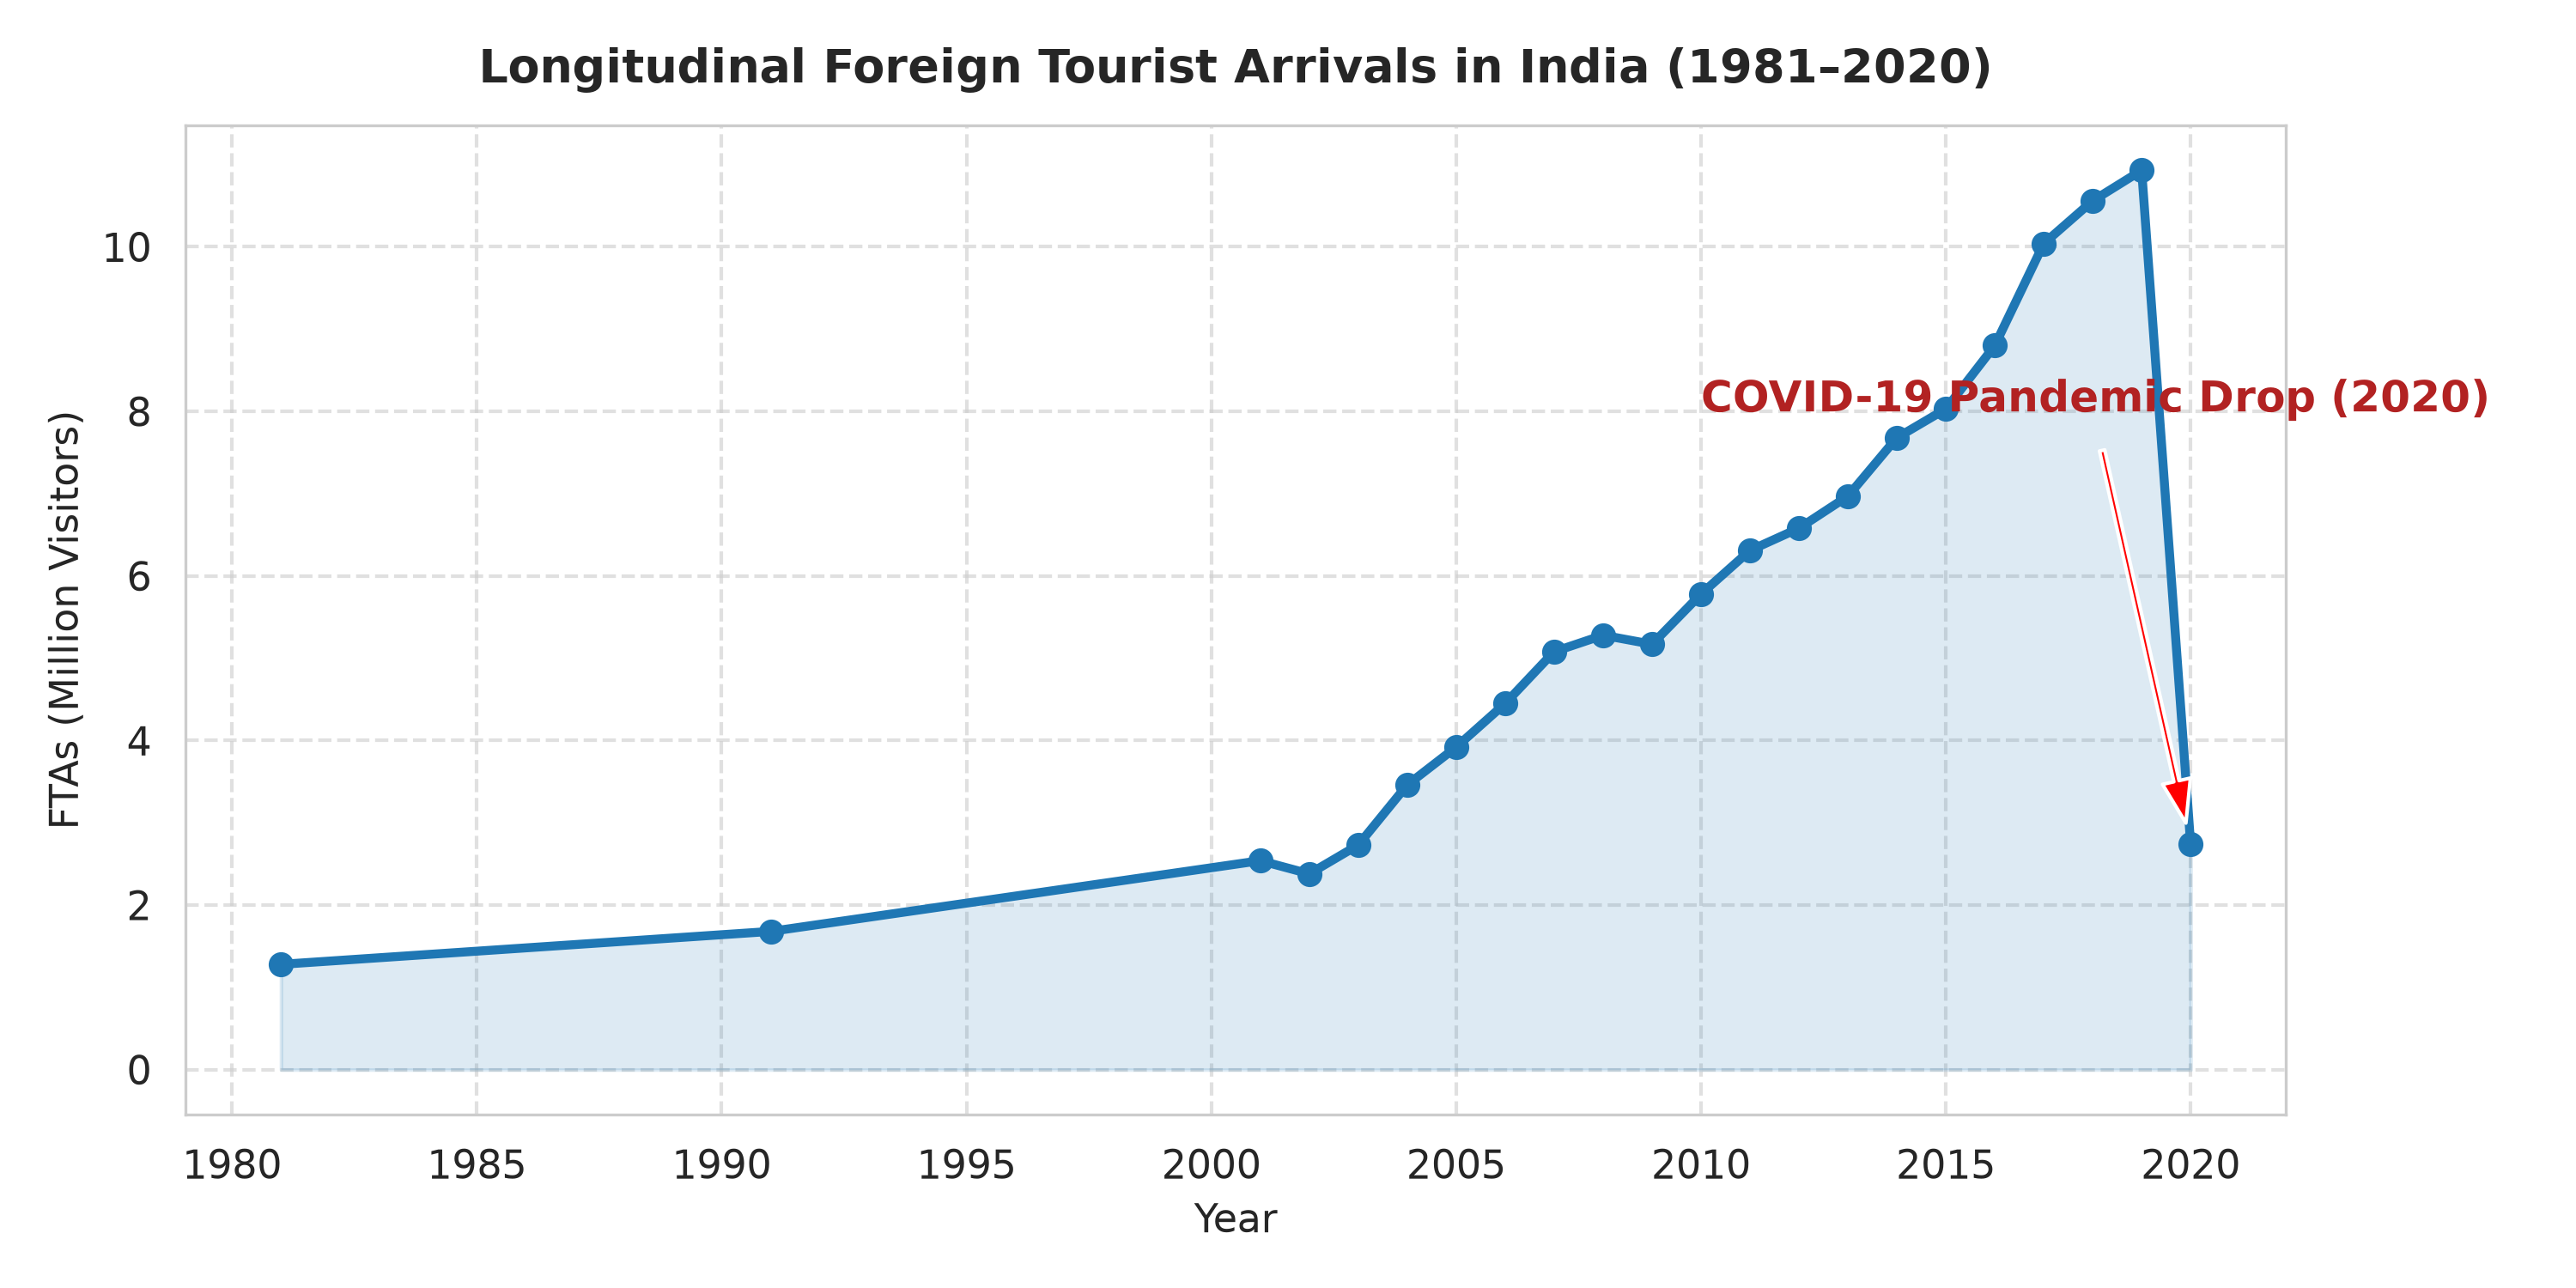 Longitudinal Foreign Tourist Arrivals in India (1981–2020)
FTAs (Million Visitors)
10
8
6
4
2
0
COVID-19 Pandemic Drop (2020)
1980 1985 1990 1995 2000 2005 2010 2015 2020
Year